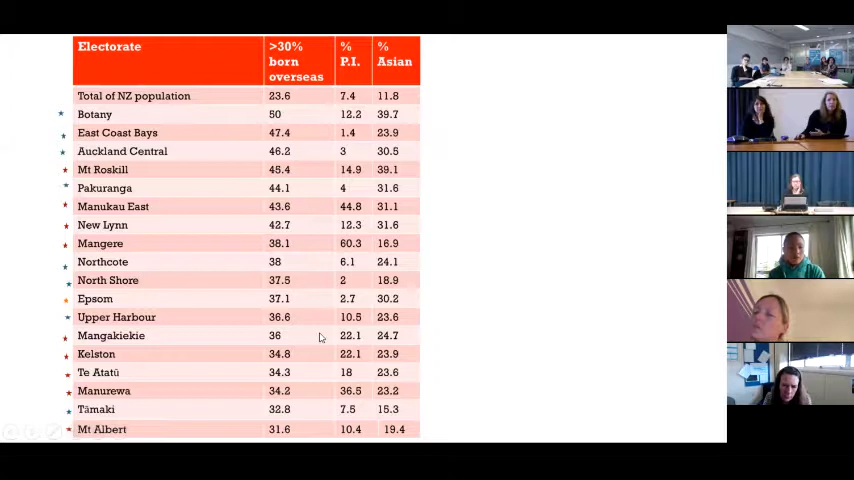 Electorate >30% born overseas % P.I. % Asian
Total of NZ population 23.6 7.4 11.8
Botany 50 12.2 39.7
East Coast Bays 47.4 1.4 23.9
Auckland Central 46.2 3 30.5
Mt Roskill 45.4 14.9 39.1
Pakuranga 44.1 4 31.6
Manukau East 43.6 44.8 31.1
New Lynn 42.7 12.3 31.6
Mangere 38.1 60.3 16.9
Northcote 38 6.1 24.1
North Shore 37.5 2 18.9
Epsom 37.1 2.7 30.2
Upper Harbour 36.6 10.5 23.6
Mangakiekie 36 22.1 24.7
Kelston 34.8 22.1 23.9
Te Atatū 34.3 18 23.6
Manurewa 34.2 36.5 23.2
Tāmaki 32.8 7.5 15.3
Mt Albert 31.6 10.4 19.4